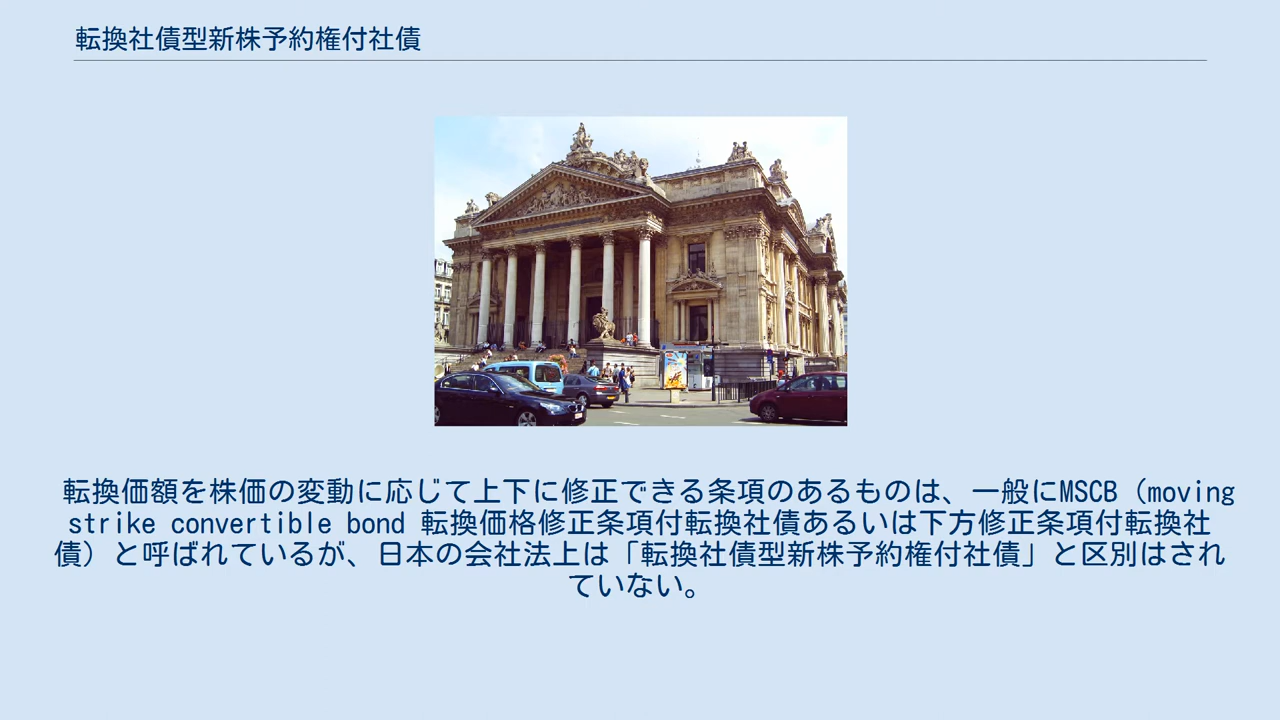 転換社債型新株予約権付社債
転換価額を株価の変動に応じて上下に修正できる条項のあるものは、一般にMSCB（moving
strike convertible bond 転換価格修正条項付転換社債あるいは下方修正条項付転換社
債）と呼ばれているが、日本の会社法上は「転換社債型新株予約権付社債」と区別はされ
ていない。